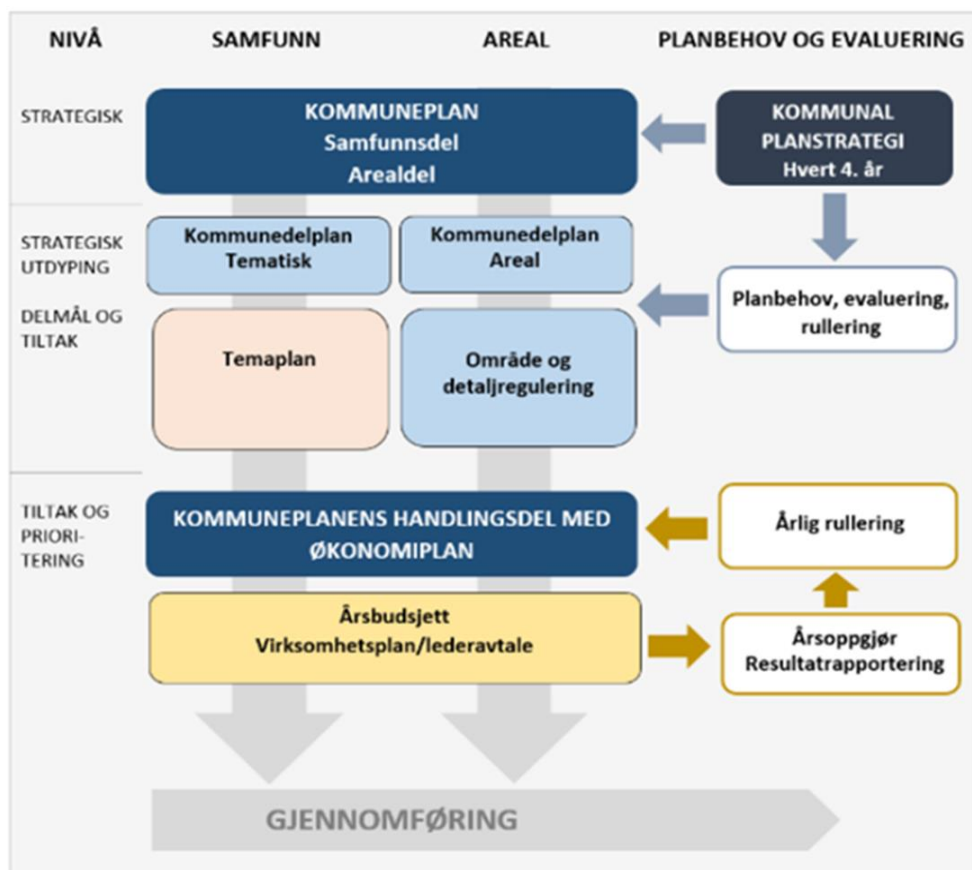 NIVÅ
SAMFUNN
AREAL
PLANBEHOV OG EVALUERING
STRATEGISK
KOMMUNEPLAN
Samfunnsdel
Arealdel
KOMMUNAL
PLANSTRATEGI
Hvert 4. år
STRATEGISK
UTDYPING
Kommunedelplan
Tematisk
Kommunedelplan
Areal
DELMÅL OG
TILTAK
Temaplan
Område og
detaljregulering
Planbehov, evaluering,
rullering
TILTAK OG
PRIORI-
TERING
KOMMUNEPLANENS HANDLINGSDEL MED
ØKONOMIPLAN
Årlig rullering
Årsbudsjett
Virksomhetsplan/lederavtale
Årsoppgjør
Resultatrapportering
GJENNOMFØRING